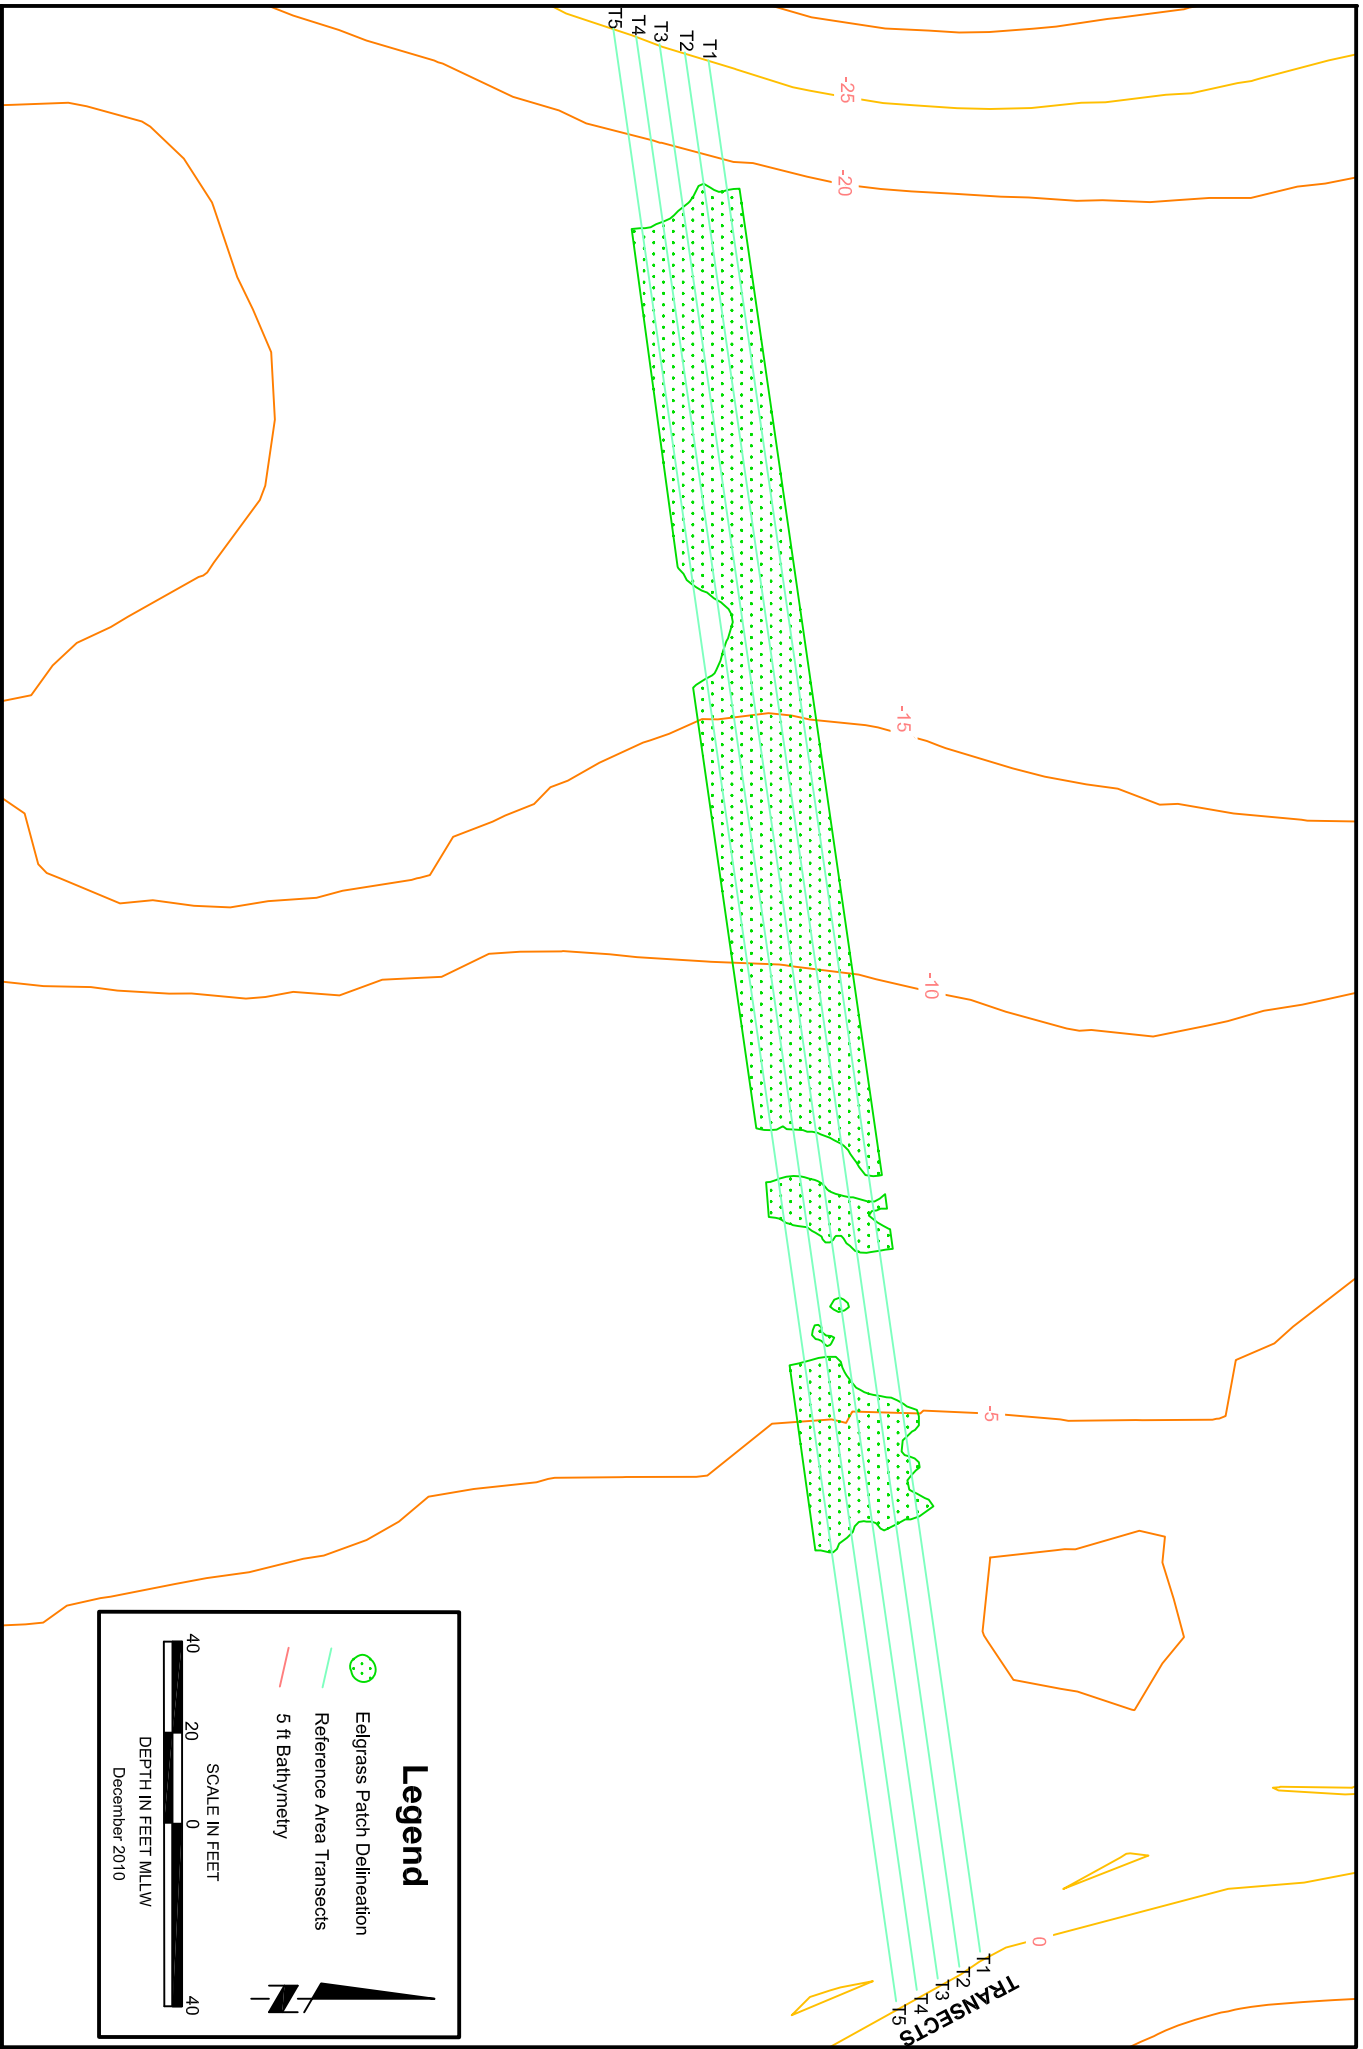 T5
T4
T3
T2
T1
-25
-20
-15
-10
-5
0
T1
T2
T3
T4
T5
TRANSECTS
Legend
Eelgrass Patch Delineation
Reference Area Transects
5 ft Bathymetry
N
SCALE IN FEET
40 20 0 40
DEPTH IN FEET MLLW
December 2010